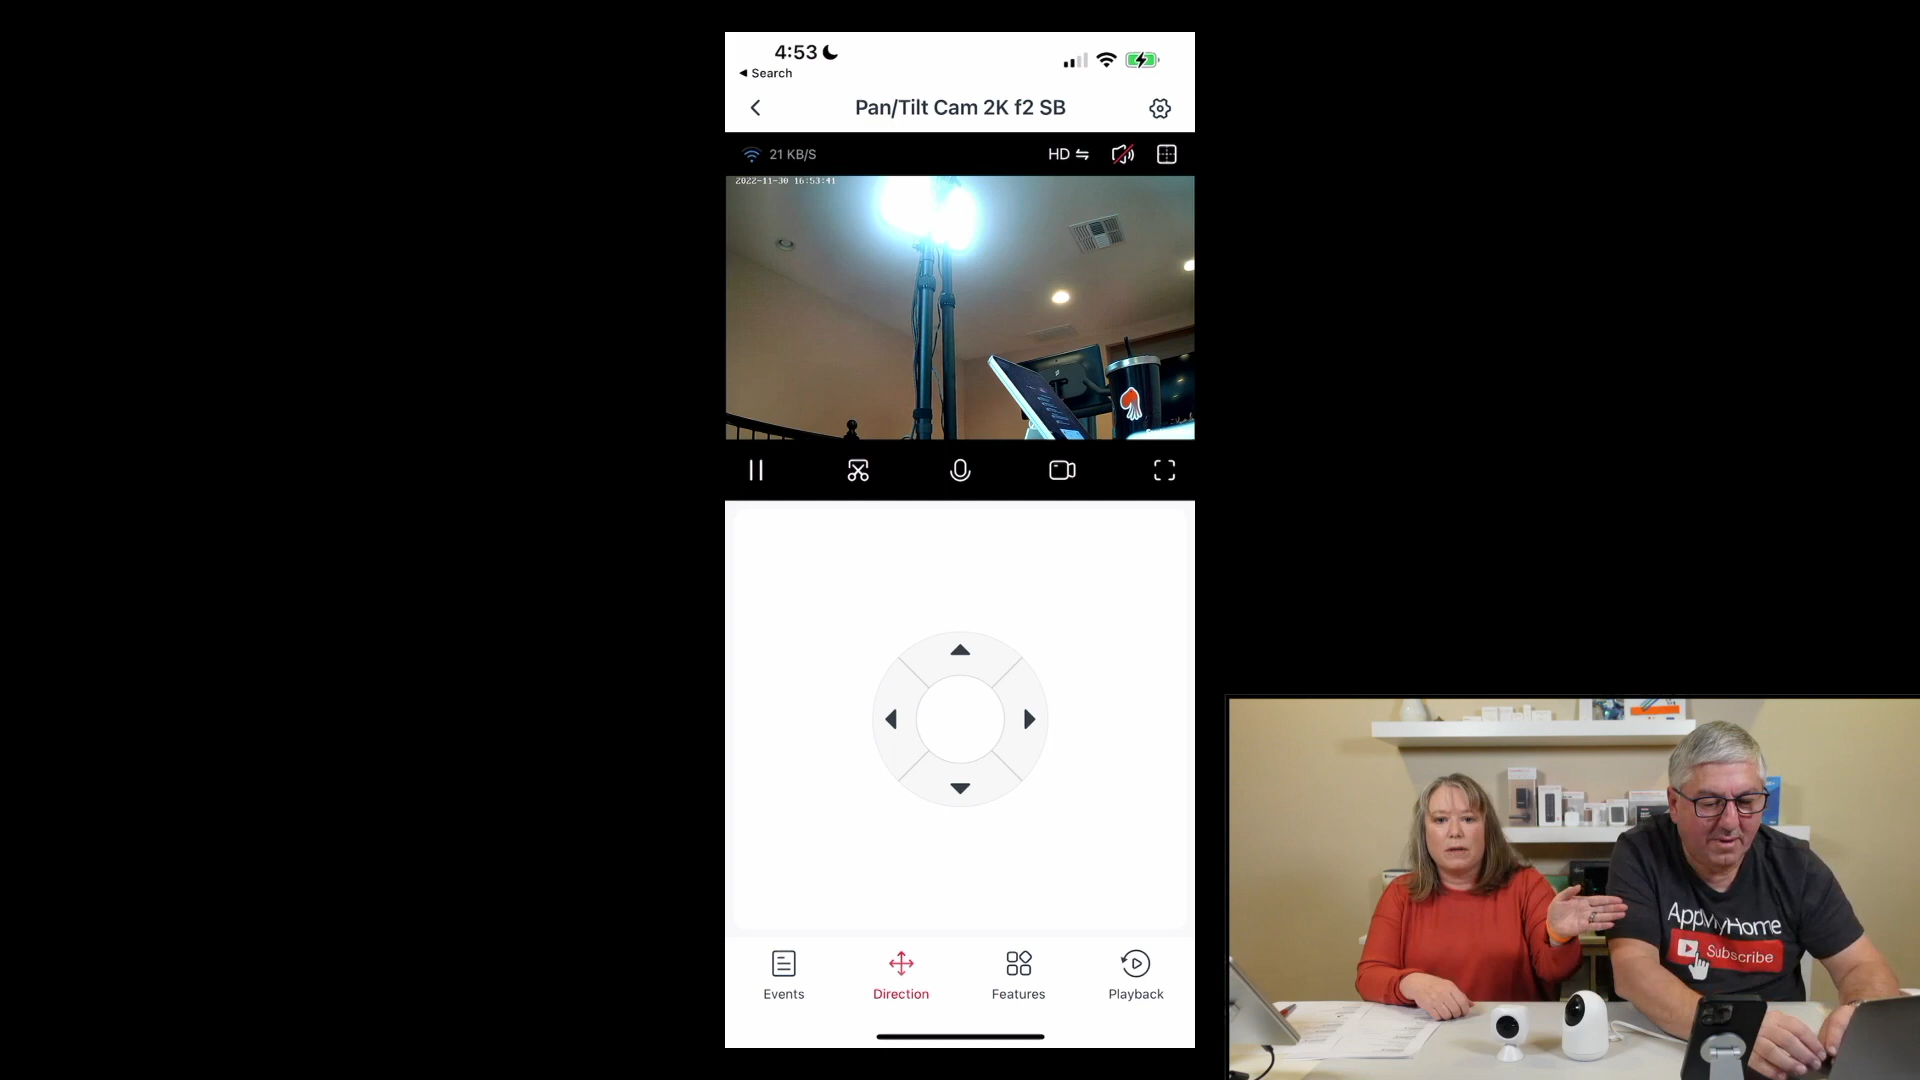 4:53
Search
Pan/Tilt Cam 2K f2 SB
21 KB/S
HD
2022-11-30 16:53:41
Events
Direction
Features
Playback
AppMyHome
Subscribe